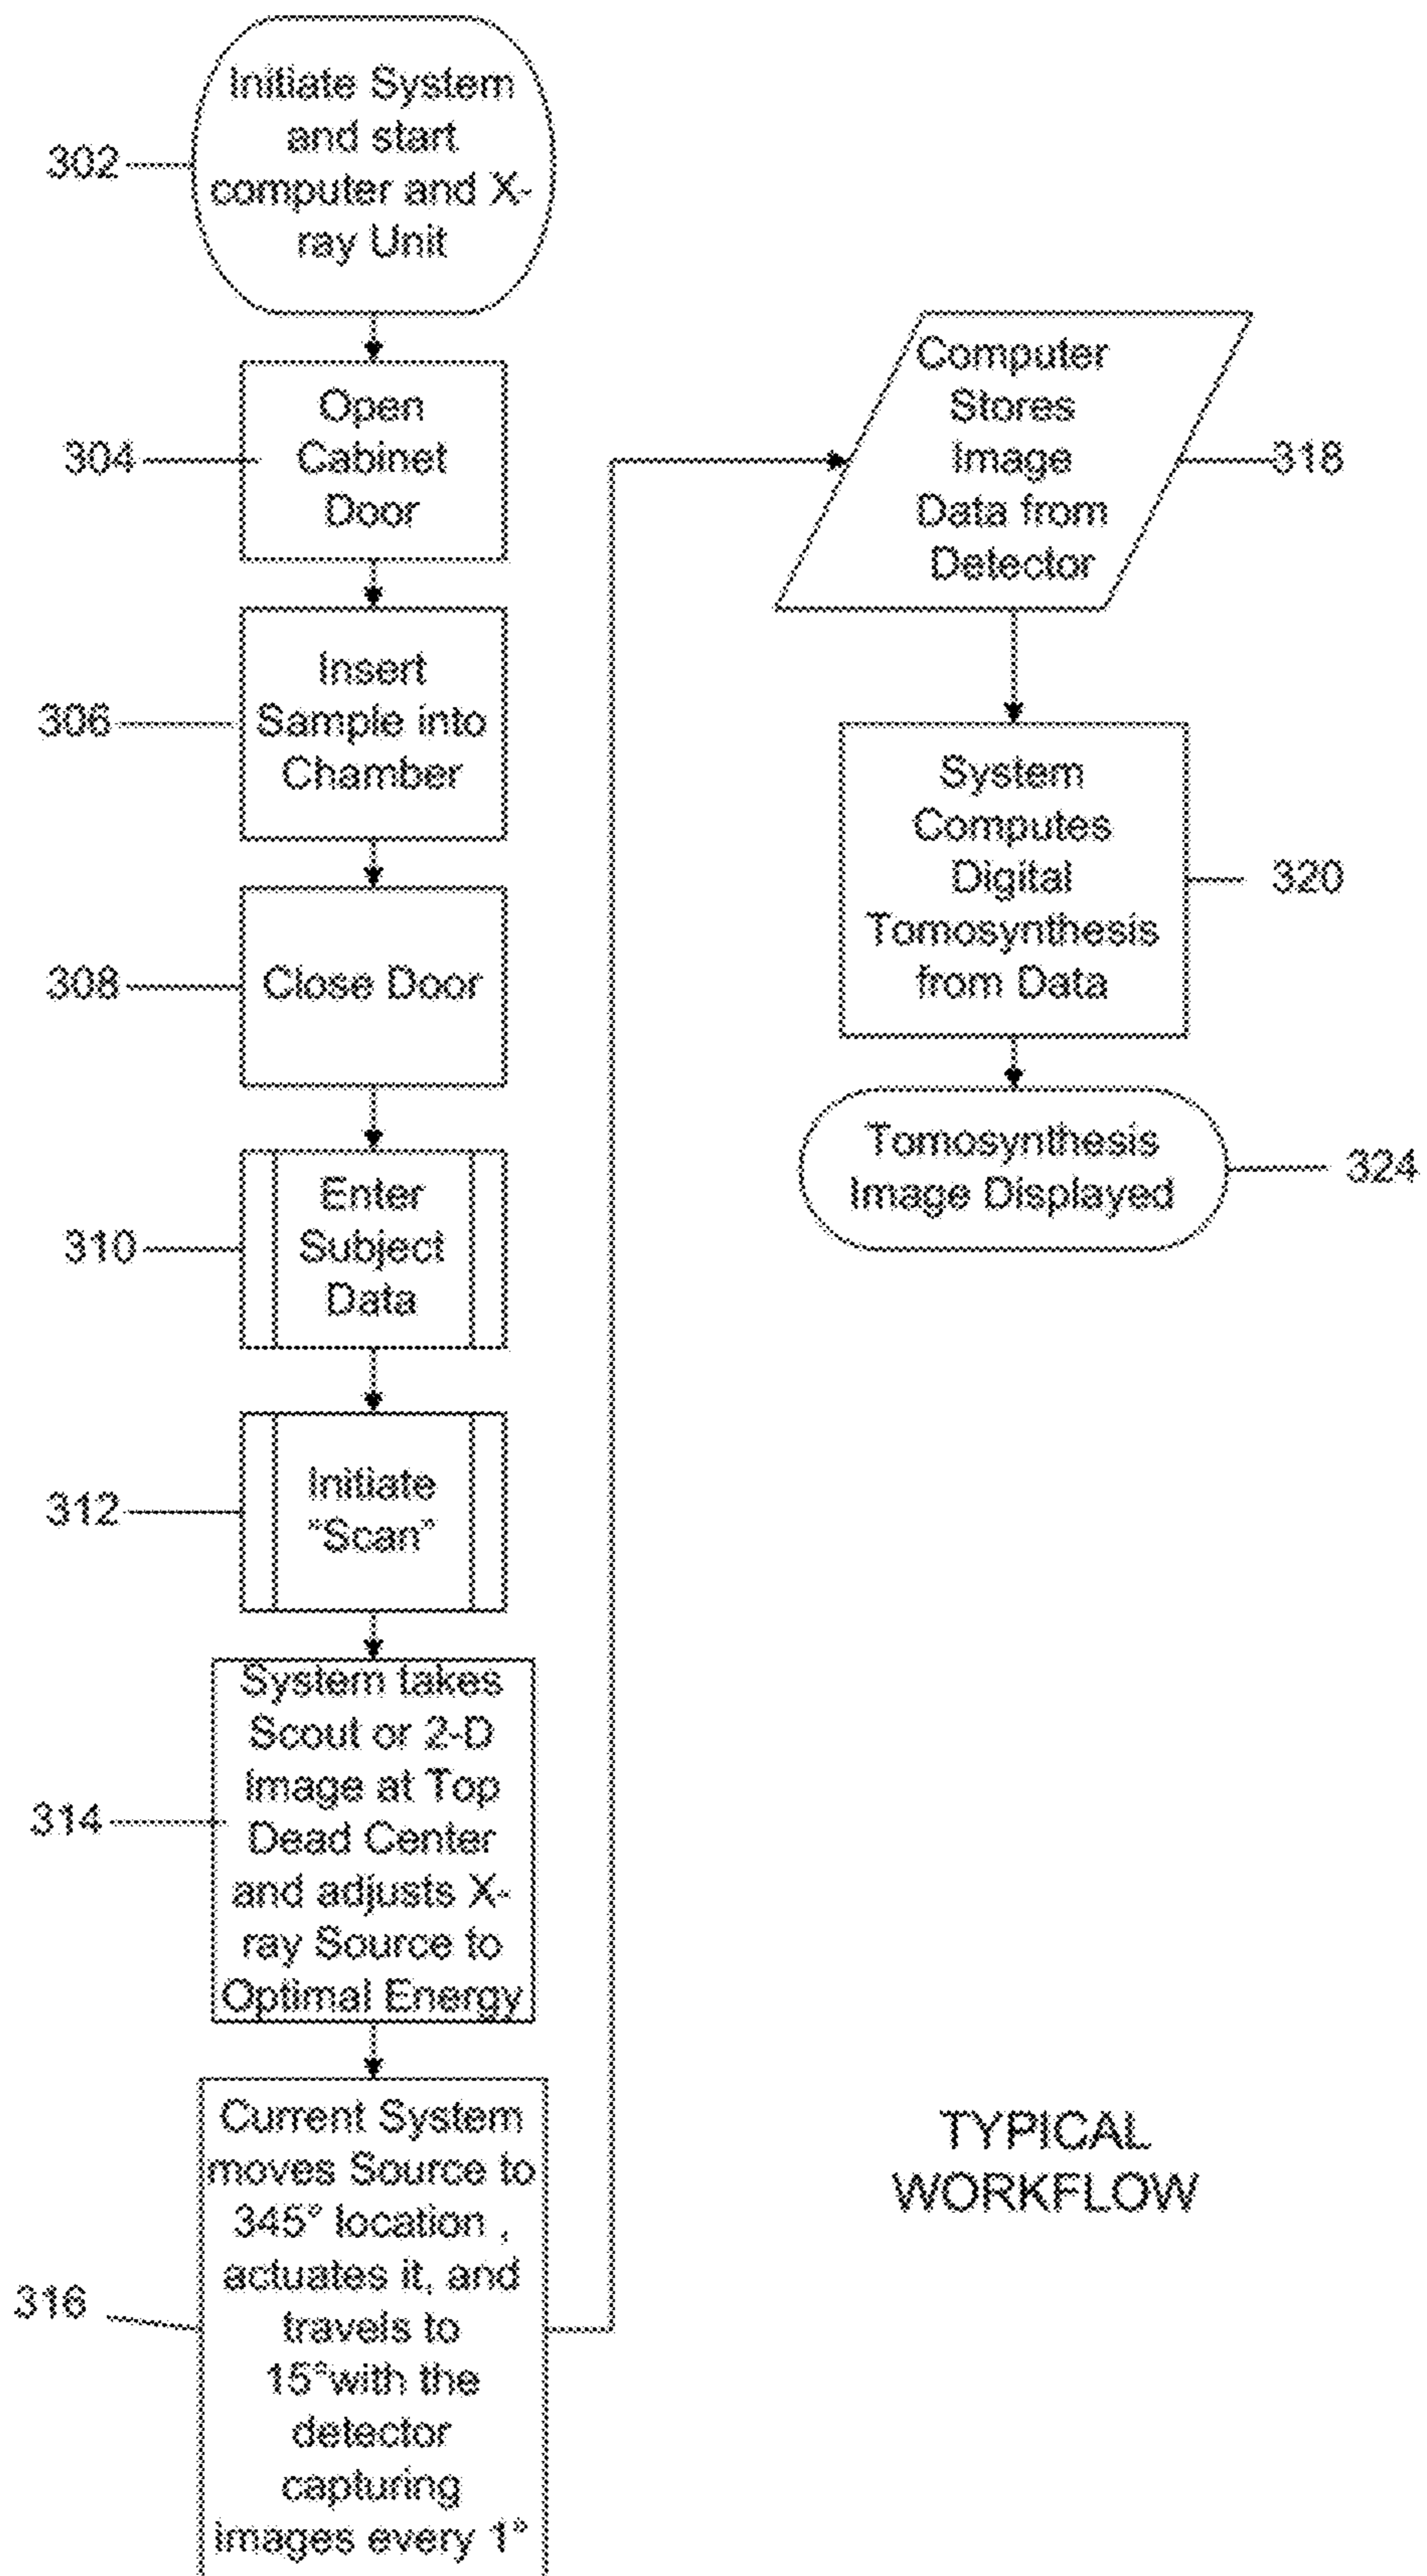 302
Initiate System
and start
computer and X-
ray Unit
304
Open
Cabinet
Door
306
Insert
Sample into
Chamber
308
Close Door
310
Enter
Subject
Data
312
Initiate
"Scan"
314
System takes
Scout or 2-D
image at Top
Dead Center
and adjusts X-
ray Source to
Optimal Energy
316
Current System
moves Source to
345° location ,
actuates it, and
travels to
15°with the
detector
capturing
images every 1°
Computer
Stores
Image
Data from
Detector
318
System
Computes
Digital
Tomosynthesis
from Data
320
Tomosynthesis
Image Displayed
324
TYPICAL
WORKFLOW